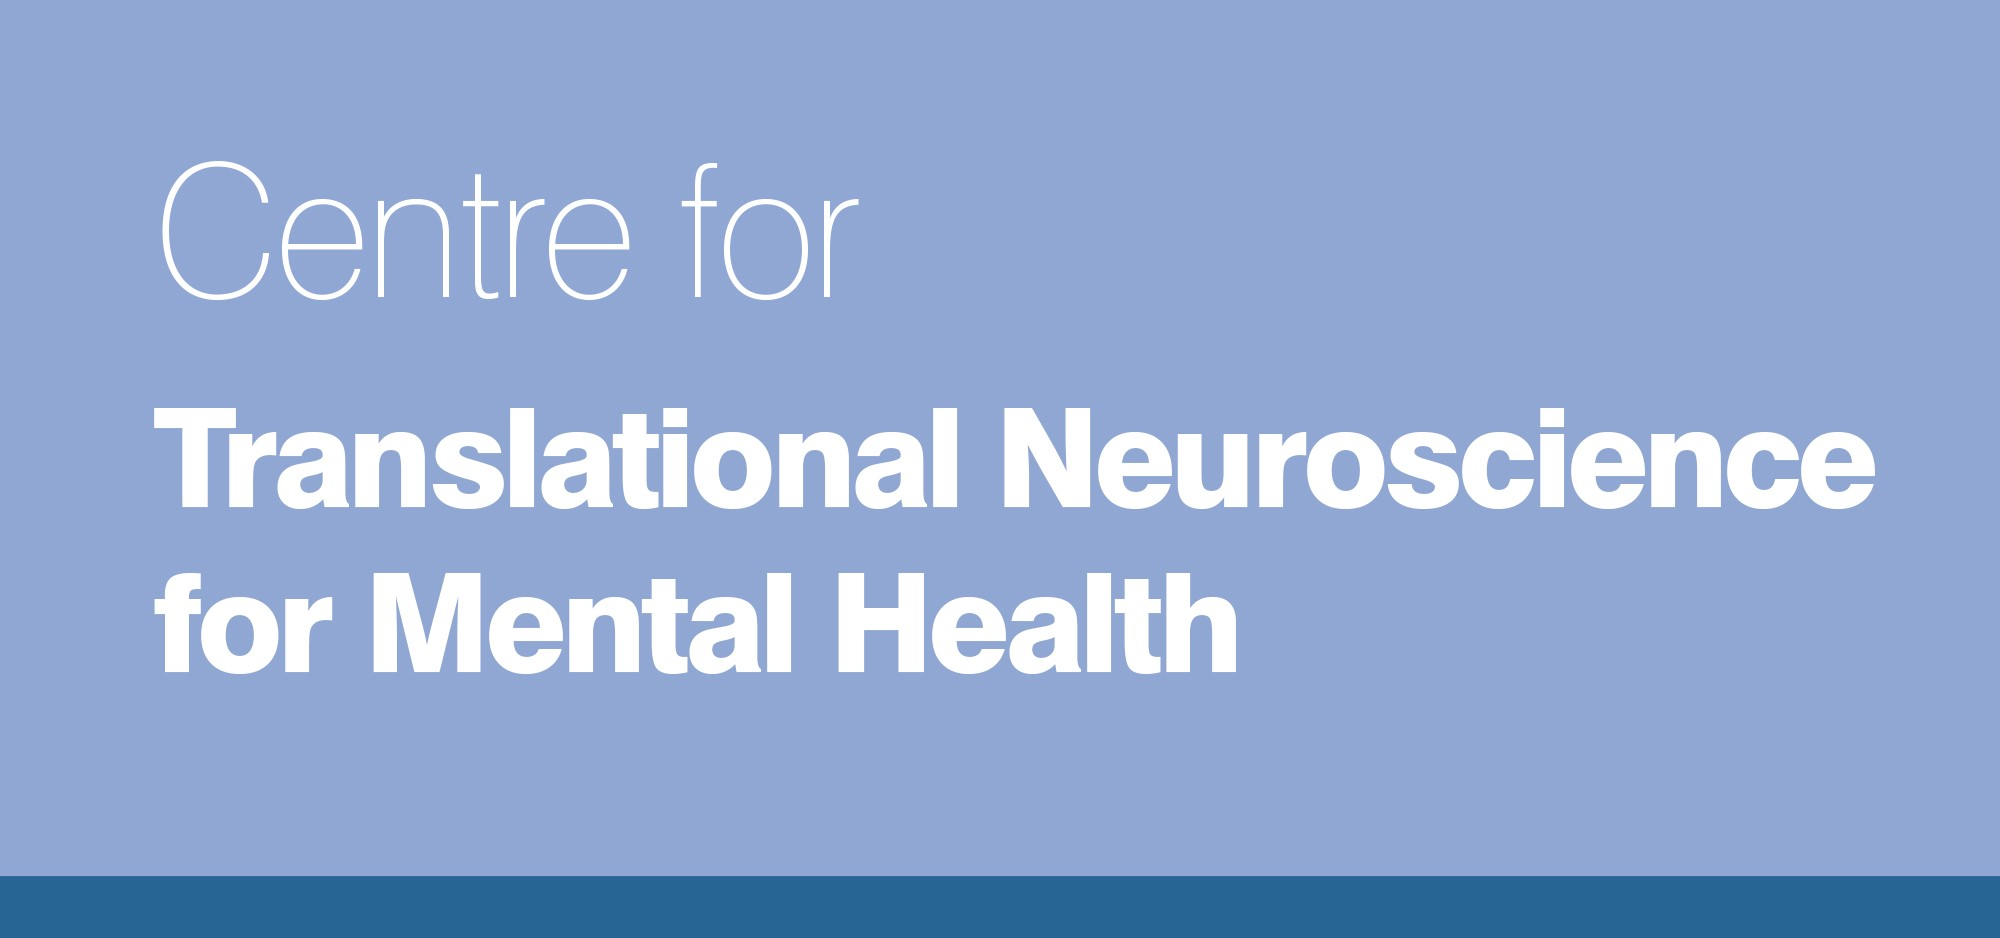 Centre for
Translational Neuroscience
for Mental Health